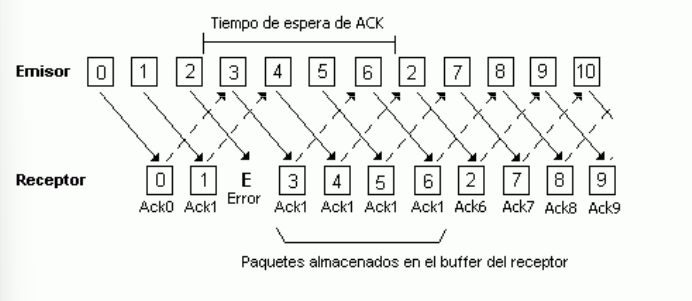 Tiempo de espera de ACK
Emisor 0 1 2 3 4 5 6 2 7 8 9 10
Receptor 0 1 E 3 4 5 6 2 7 8 9
Ack0 Ack1 Error Ack1 Ack1 Ack1 Ack1 Ack6 Ack7 Ack8 Ack9
Paquetes almacenados en el buffer del receptor